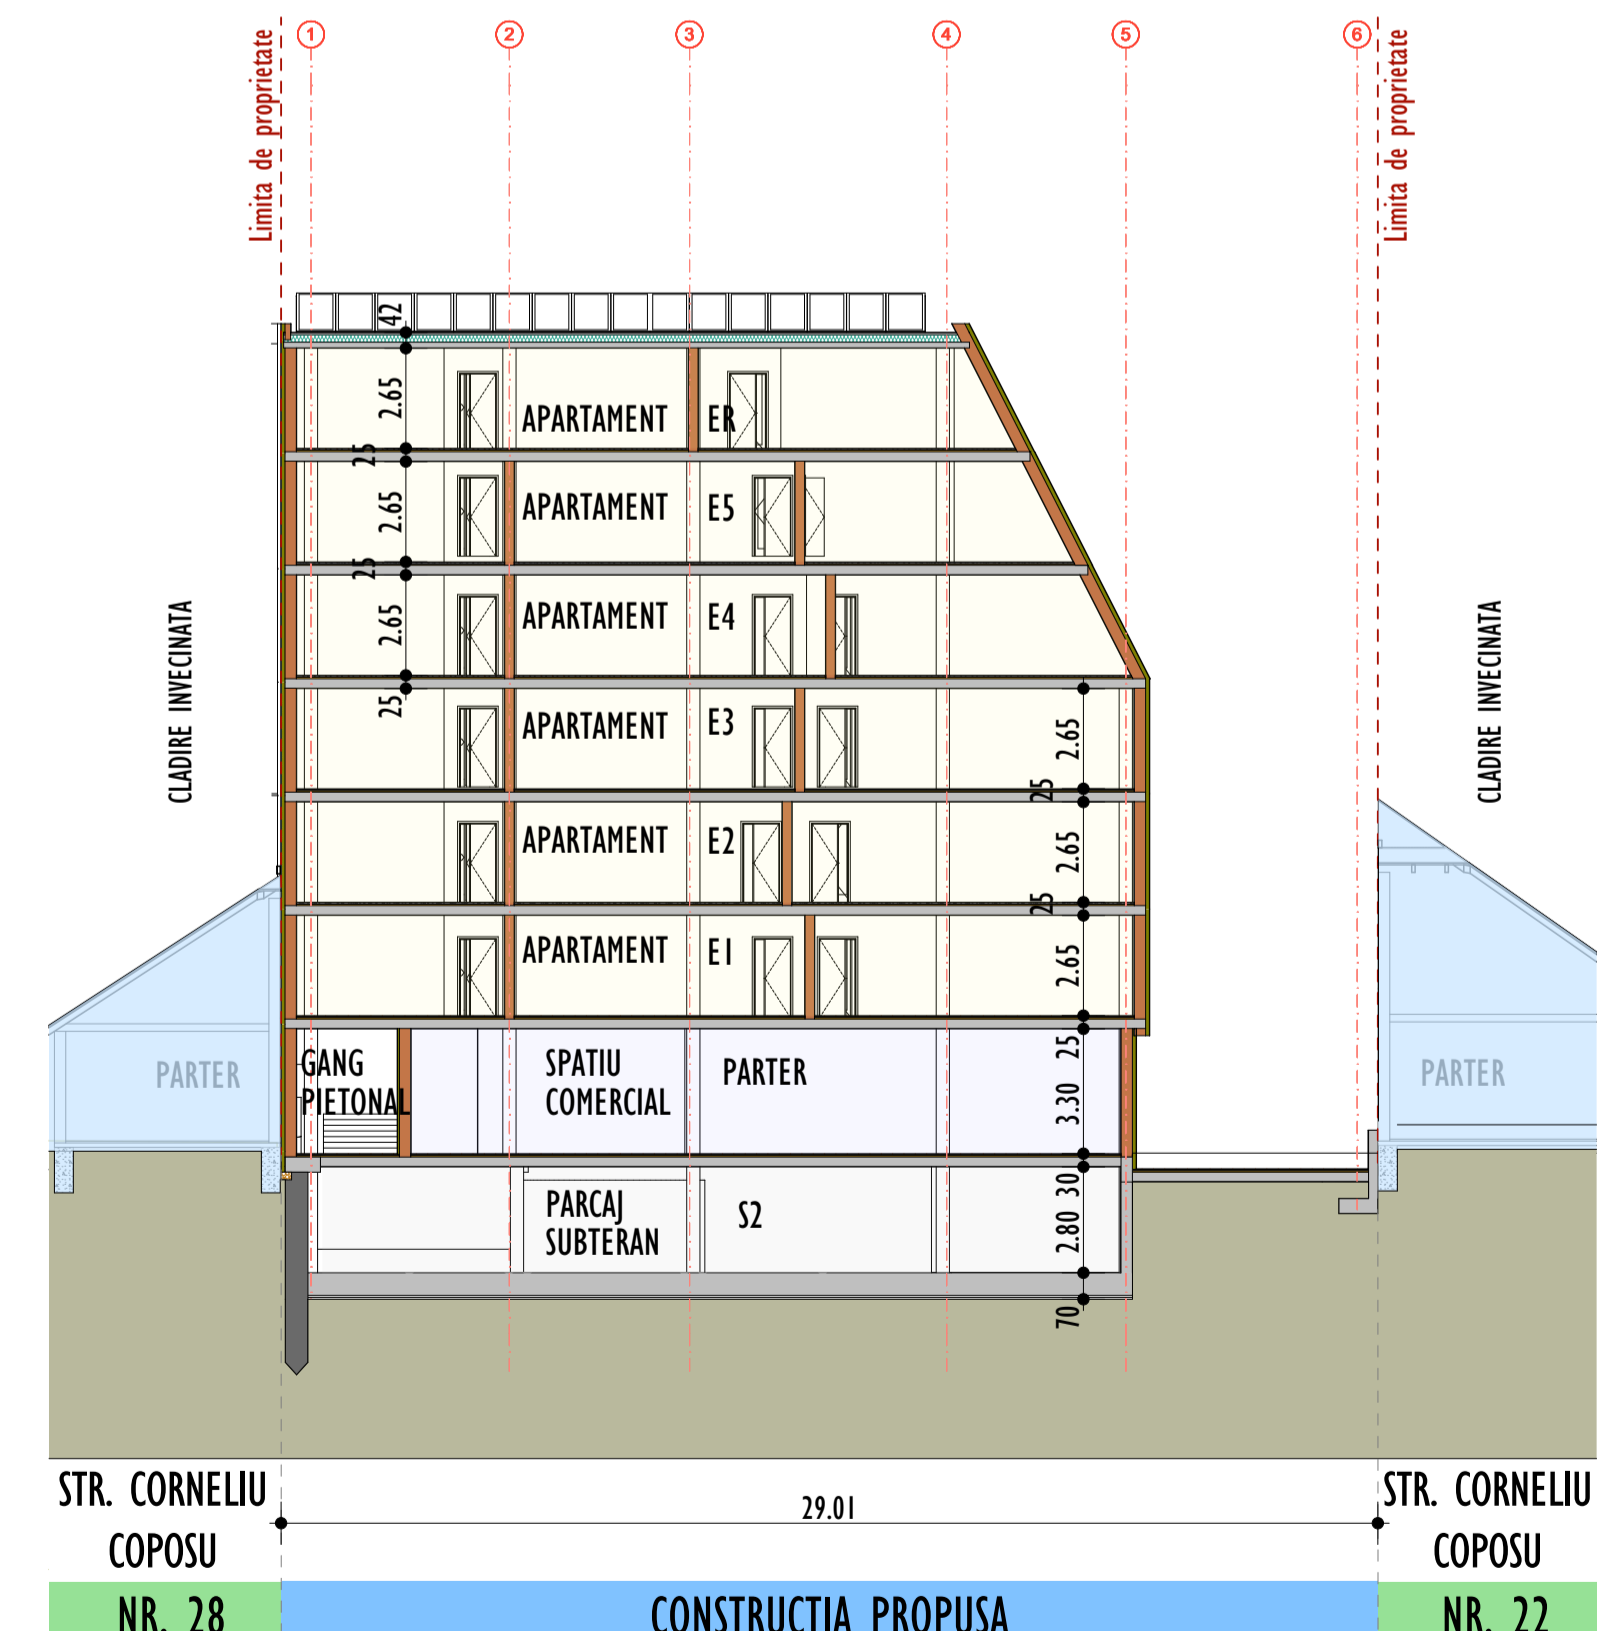 1 2 3 4 5 6
Limita de proprietate
Limita de proprietate
42
2.65
APARTAMENT ER
25
2.65
APARTAMENT E5
25
2.65
APARTAMENT E4
25
APARTAMENT E3
2.65
25
APARTAMENT E2
2.65
25
APARTAMENT E1
2.65
25
CLADIRE INVECINATA
CLADIRE INVECINATA
PARTER
GANG
PIETONAL
SPATIU
COMERCIAL
PARTER
3.30
PARTER
30
PARCAJ
SUBTERAN
S2
2.80
70
STR. CORNELIU
COPOSU
29.01
STR. CORNELIU
COPOSU
NR. 28
CONSTRUCTIA PROPUSA
NR. 22